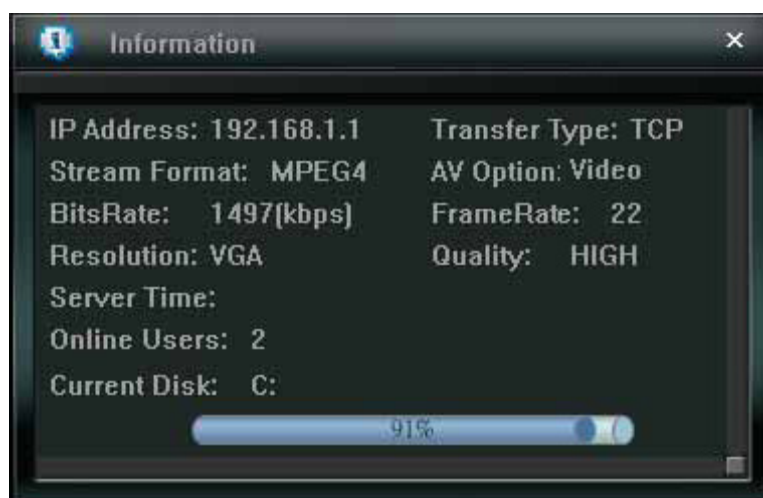 Information
IP Address: 192.168.1.1 Transfer Type: TCP
Stream Format: MPEG4 AV Option: Video
BitsRate: 1497(kbps) FrameRate: 22
Resolution: VGA Quality: HIGH
Server Time:
Online Users: 2
Current Disk: C:
91%